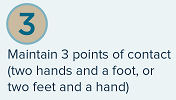 3
Maintain 3 points of contact
(two hands and a foot, or
two feet and a hand)